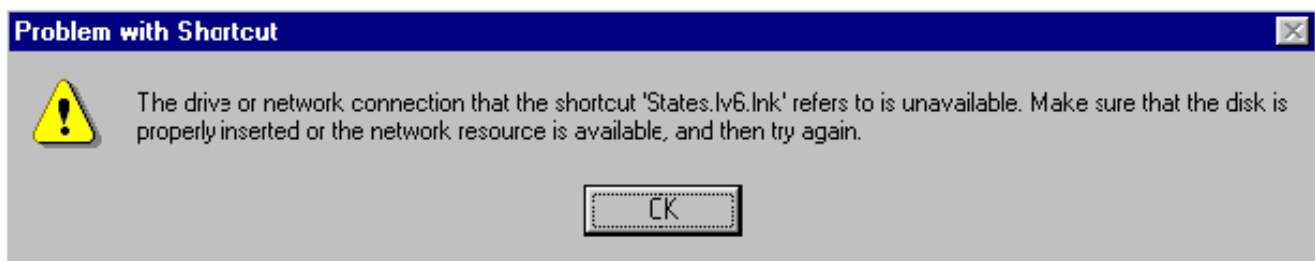 Problem with Shortcut
The drive or network connection that the shortcut 'States.lv6.lnk' refers to is unavailable. Make sure that the disk is
properly inserted or the network resource is available, and then try again.
OK